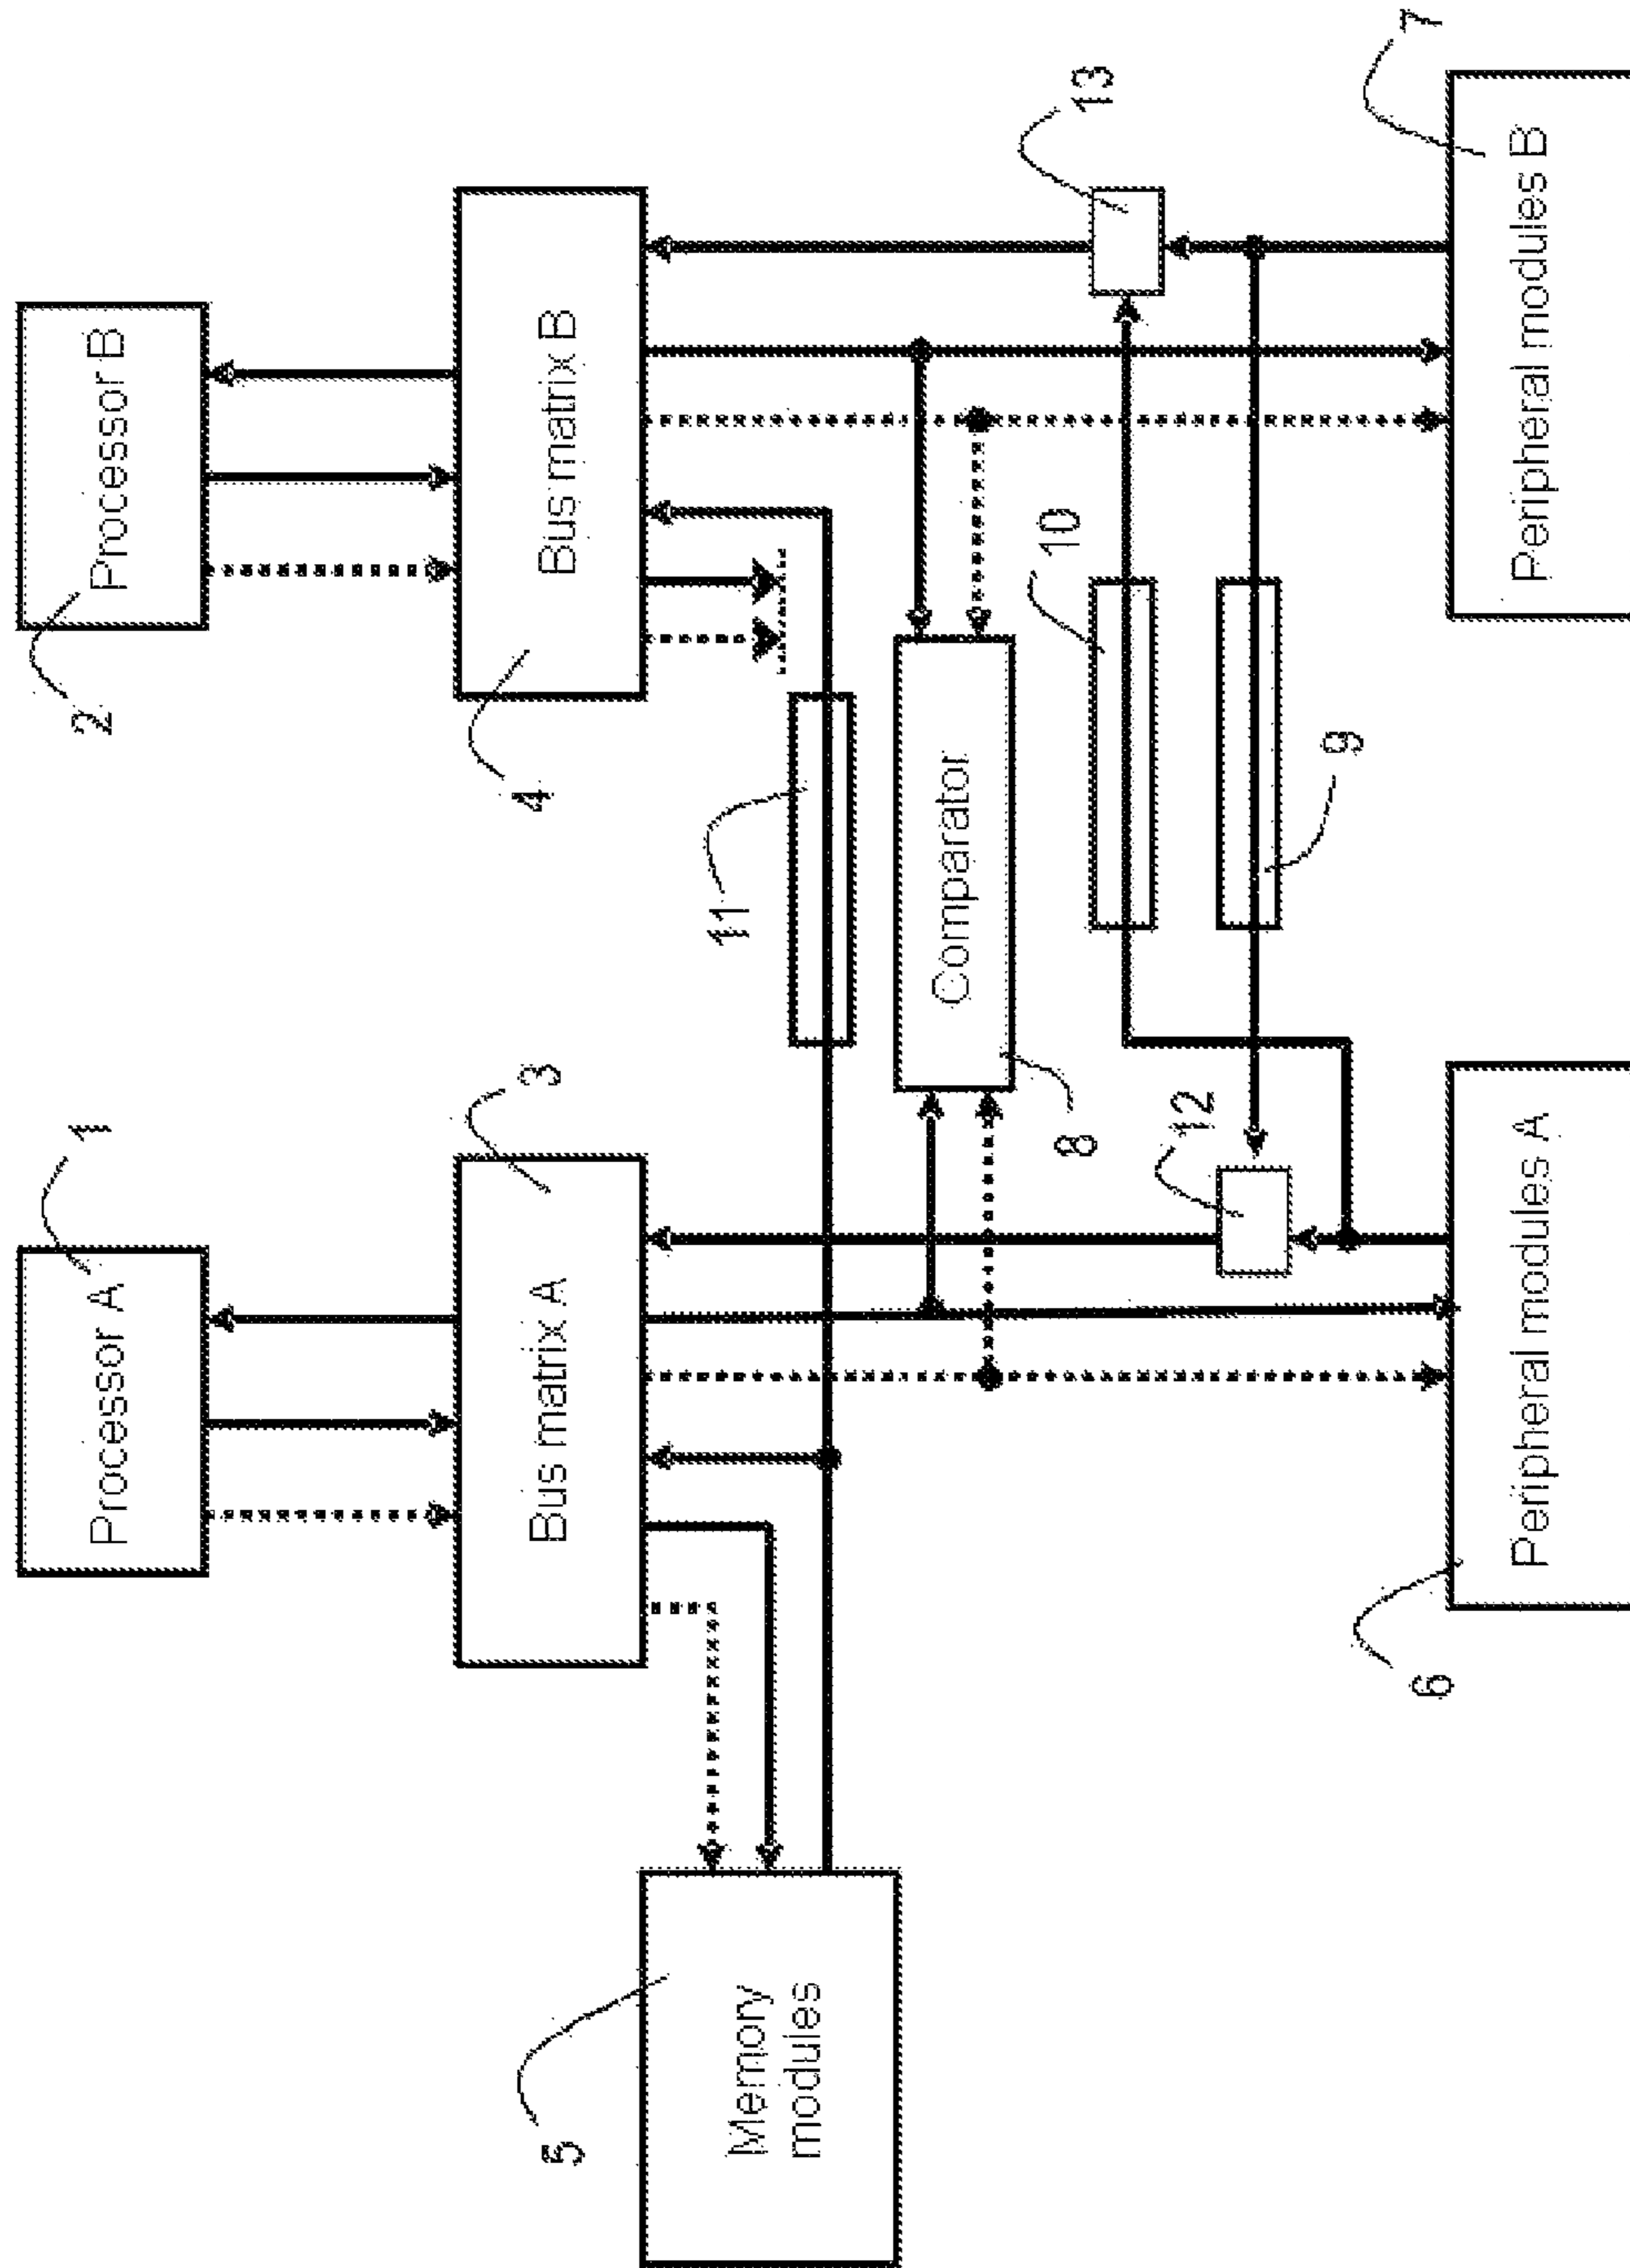 Processor A
1
Processor B
2
Bus matrix A
3
Bus matrix B
4
Memory
modules
5
11
Comparator
8
10
9
12
13
Peripheral modules A
6
Peripheral modules B
7